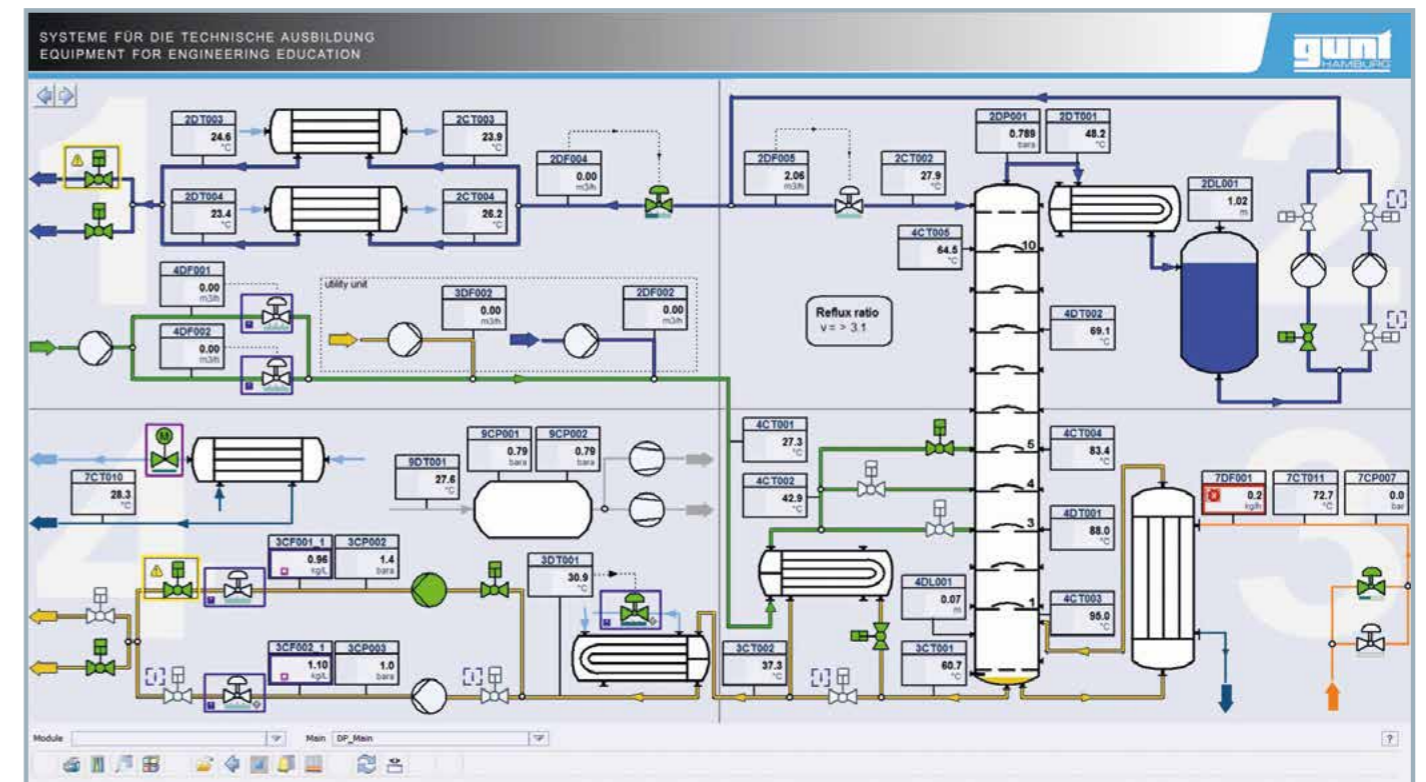 SYSTEME FÜR DIE TECHNISCHE AUSBILDUNG
EQUIPMENT FOR ENGINEERING EDUCATION
gunt
HAMBURG
1
2DT003
24.6
°C
2CT003
23.9
°C
2DT004
23.4
°C
2CT004
26.2
°C
2DF004
0.00
m3/h
4DF001
0.00
m3/h
4DF002
0.00
m3/h
utility unit
3DF002
0.00
m3/h
2DF002
0.00
m3/h
2
2DF005
2.06
m3/h
2CT002
27.9
°C
2DP001
0.789
bara
2DT001
48.2
°C
2DL001
1.02
m
4CT005
64.5
°C
10
Reflux ratio
v = > 3.1
4DT002
69.1
°C
4
7CT010
28.3
°C
9DT001
27.6
°C
9CP001
0.79
bara
9CP002
0.79
bara
M
3CF001_1
0.96
kg/L
3CP002
1.4
bara
3DT001
30.9
°C
3CF002_1
1.10
kg/L
3CP003
1.0
bara
3
4CT001
27.3
°C
4CT002
42.9
°C
5
4CT004
83.4
°C
4
3
4DT001
88.0
°C
4DL001
0.07
m
1
4CT003
95.0
°C
3CT002
37.3
°C
3CT001
60.7
°C
7DF001
0.2
kg/h
7CT011
72.7
°C
7CP007
0.0
bar
Module
Main DP_Main
?